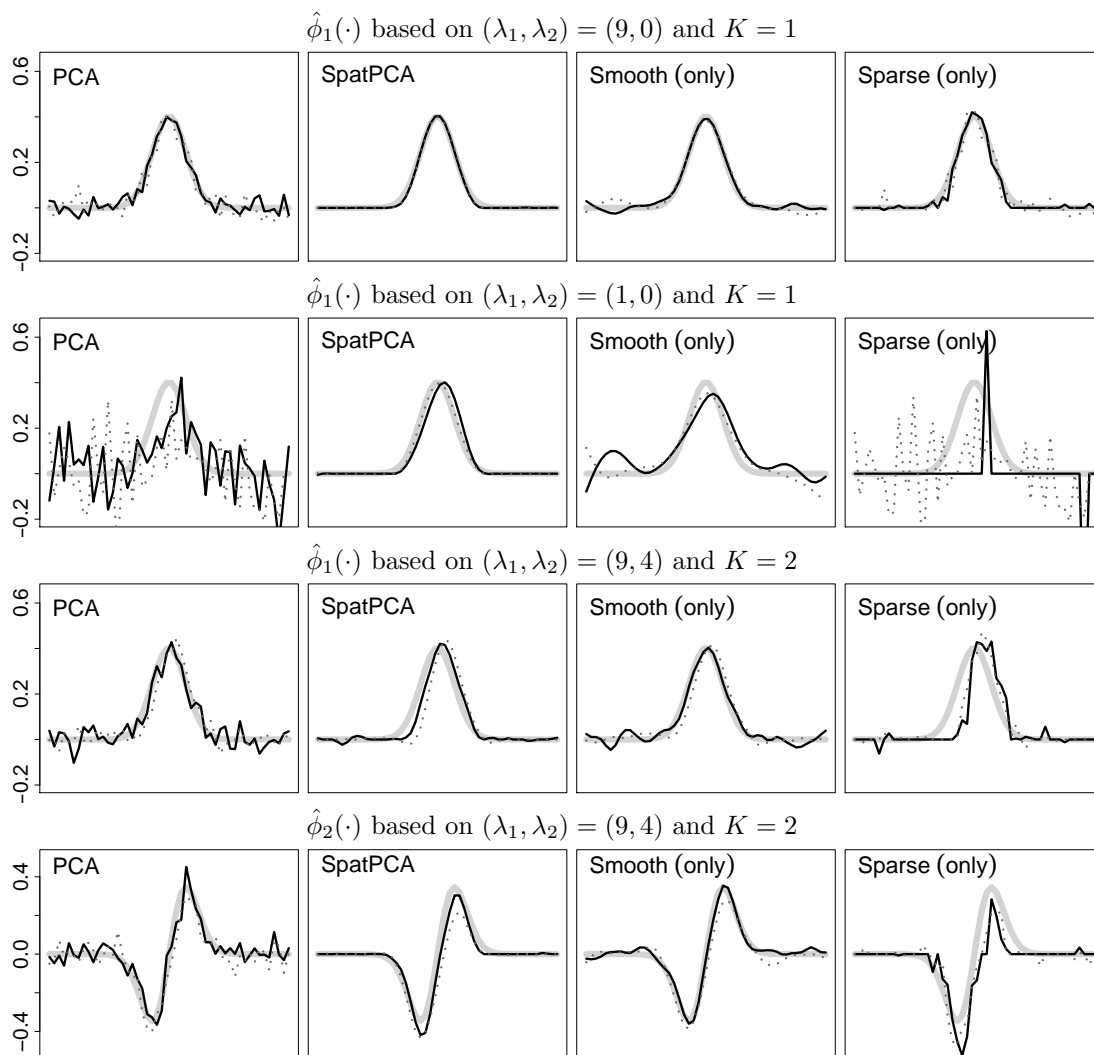 φ̂₁(·) based on (λ₁, λ₂) = (9, 0) and K = 1
PCA
SpatPCA
Smooth (only)
Sparse (only)
0.6
0.2
−0.2
φ̂₁(·) based on (λ₁, λ₂) = (1, 0) and K = 1
PCA
SpatPCA
Smooth (only)
Sparse (only)
0.6
0.2
−0.2
φ̂₁(·) based on (λ₁, λ₂) = (9, 4) and K = 2
PCA
SpatPCA
Smooth (only)
Sparse (only)
0.6
0.2
−0.2
φ̂₂(·) based on (λ₁, λ₂) = (9, 4) and K = 2
PCA
SpatPCA
Smooth (only)
Sparse (only)
0.4
0.0
−0.4